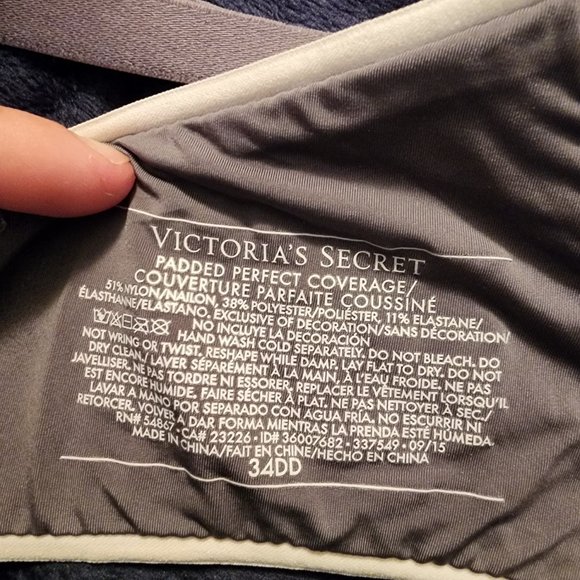 VICTORIA'S SECRET
PADDED PERFECT COVERAGE/
COUVERTURE PARFAITE COUSSINÉ
51% NYLON/NAILON, 38% POLYESTER/POLIÉSTER, 11% ELASTANE/
ÉLASTHANNE/ELASTANO. EXCLUSIVE OF DECORATION/SANS DÉCORATION/
NO INCLUYE LA DECORACIÓN
HAND WASH COLD SEPARATELY. DO NOT BLEACH. DO
NOT WRING OR TWIST. RESHAPE WHILE DAMP. LAY FLAT TO DRY. DO NOT
DRY CLEAN./ LAVER SÉPARÉMENT À LA MAIN, À L'EAU FROIDE. NE PAS
JAVELLISER. NE PAS TORDRE NI ESSORER. REPLACER LE VÊTEMENT LORSQU'IL
EST ENCORE HUMIDE. FAIRE SÉCHER À PLAT. NE PAS NETTOYER À SEC/
LAVAR A MANO POR SEPARADO CON AGUA FRÍA. NO ESCURRIR NI
RETORCER. VOLVER A DAR FORMA MIENTRAS LA PRENDA ESTÉ HÚMEDA.
RN# 54867 CA# 23226 - ID# 36007682 - 337549 - 09/15
MADE IN CHINA/FAIT EN CHINE/HECHO EN CHINA
34DD